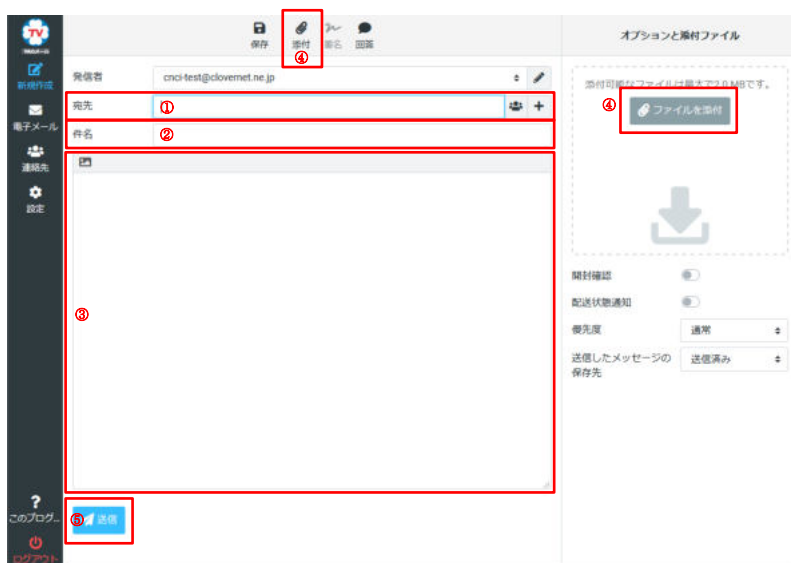 TV
新規作成
電子メール
連絡先
設定
?
このプログ...
ログアウト
保存
添付
署名
回答
④
発信者
cnci-test@clovernet.ne.jp
宛先
①
件名
②
③
⑤
送信
オプションと添付ファイル
添付可能なファイルは最大で2.0 MBです。
④
ファイルを添付
開封確認
配送状態通知
優先度
通常
送信したメッセージの
保存先
送信済み